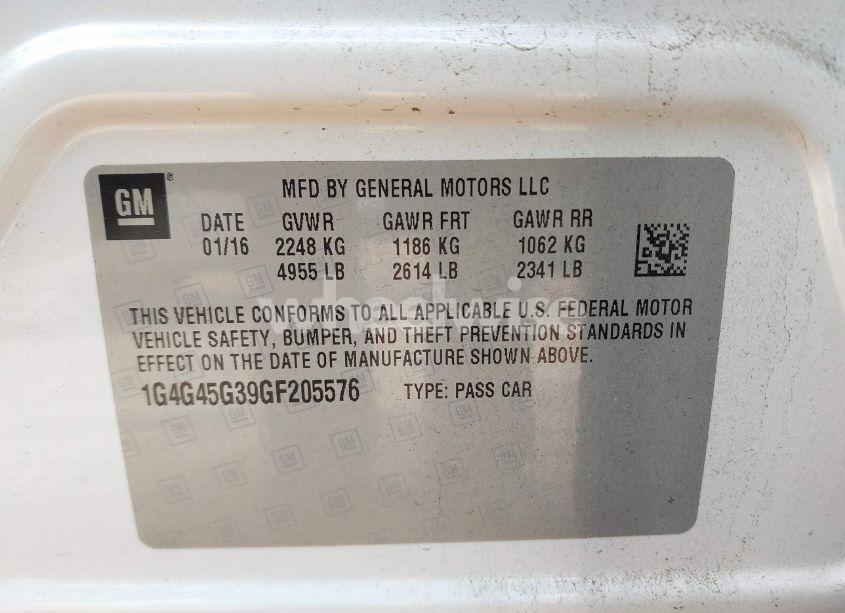 GM ®
MFD BY GENERAL MOTORS LLC
DATE GVWR GAWR FRT GAWR RR
01/16 2248 KG 1186 KG 1062 KG
4955 LB 2614 LB 2341 LB
THIS VEHICLE CONFORMS TO ALL APPLICABLE U.S. FEDERAL MOTOR
VEHICLE SAFETY, BUMPER, AND THEFT PREVENTION STANDARDS IN
EFFECT ON THE DATE OF MANUFACTURE SHOWN ABOVE.
1G4G45G39GF205576 TYPE: PASS CAR